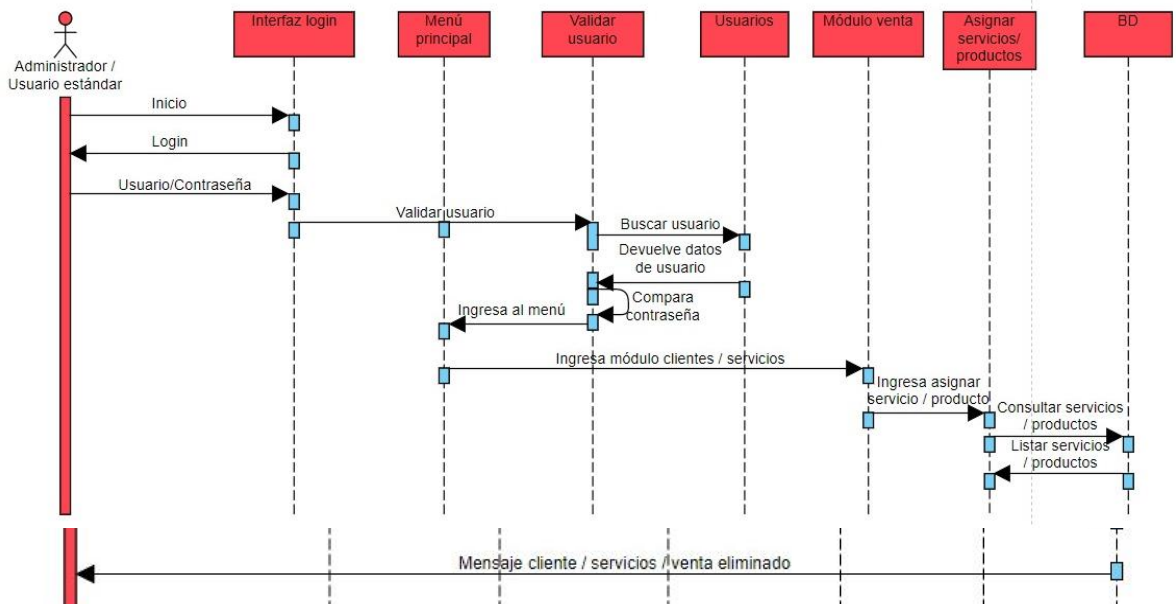 Interfaz login
Menú
principal
Validar
usuario
Usuarios
Módulo venta
Asignar
servicios/
productos
BD
Administrador /
Usuario estándar
Inicio
Login
Usuario/Contraseña
Validar usuario
Buscar usuario
Devuelve datos
de usuario
Compara
contraseña
Ingresa al menú
Ingresa módulo clientes / servicios
Ingresa asignar
servicio / producto
Consultar servicios
/ productos
Listar servicios
/ productos
Mensaje cliente / servicios / venta eliminado